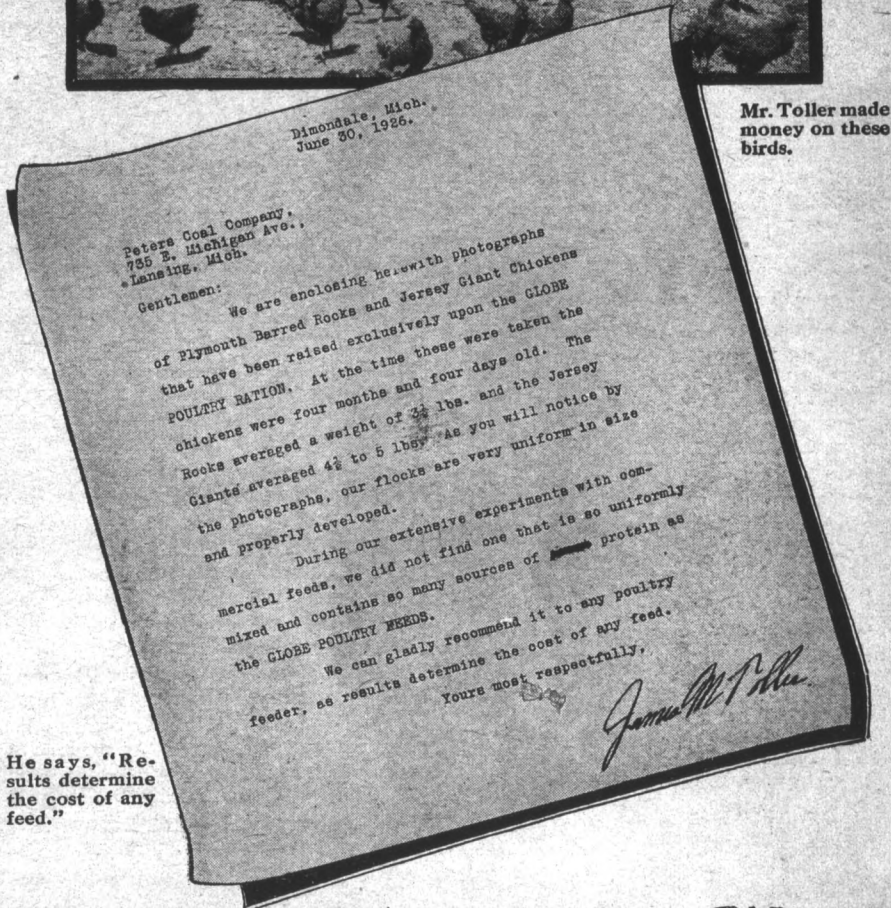 Mr. Toller made
money on these
birds.
Dimondale, Mich.
June 30, 1926.
Peters Coal Company,
735 E. Michigan Ave.,
Lansing, Mich.
Gentlemen:
We are enclosing herewith photographs
of Plymouth Barred Rocks and Jersey Giant Chickens
that have been raised exclusively upon the GLOBE
POULTRY RATION. At the time these were taken the
chickens were four months and four days old. The
Rocks averaged a weight of 3½ lbs. and the Jersey
Giants averaged 4½ to 5 lbs. As you will notice by
the photographs, our flocks are very uniform in size
and properly developed.
During our extensive experiments with com-
mercial feeds, we did not find one that is so uniformly
mixed and contains so many sources of protein as
the GLOBE POULTRY FEEDS.
We can gladly recommend it to any poultry
feeder, as results determine the cost of any feed.
Yours most respectfully,
James M Toller.
He says, "Re-
sults determine
the cost of any
feed."